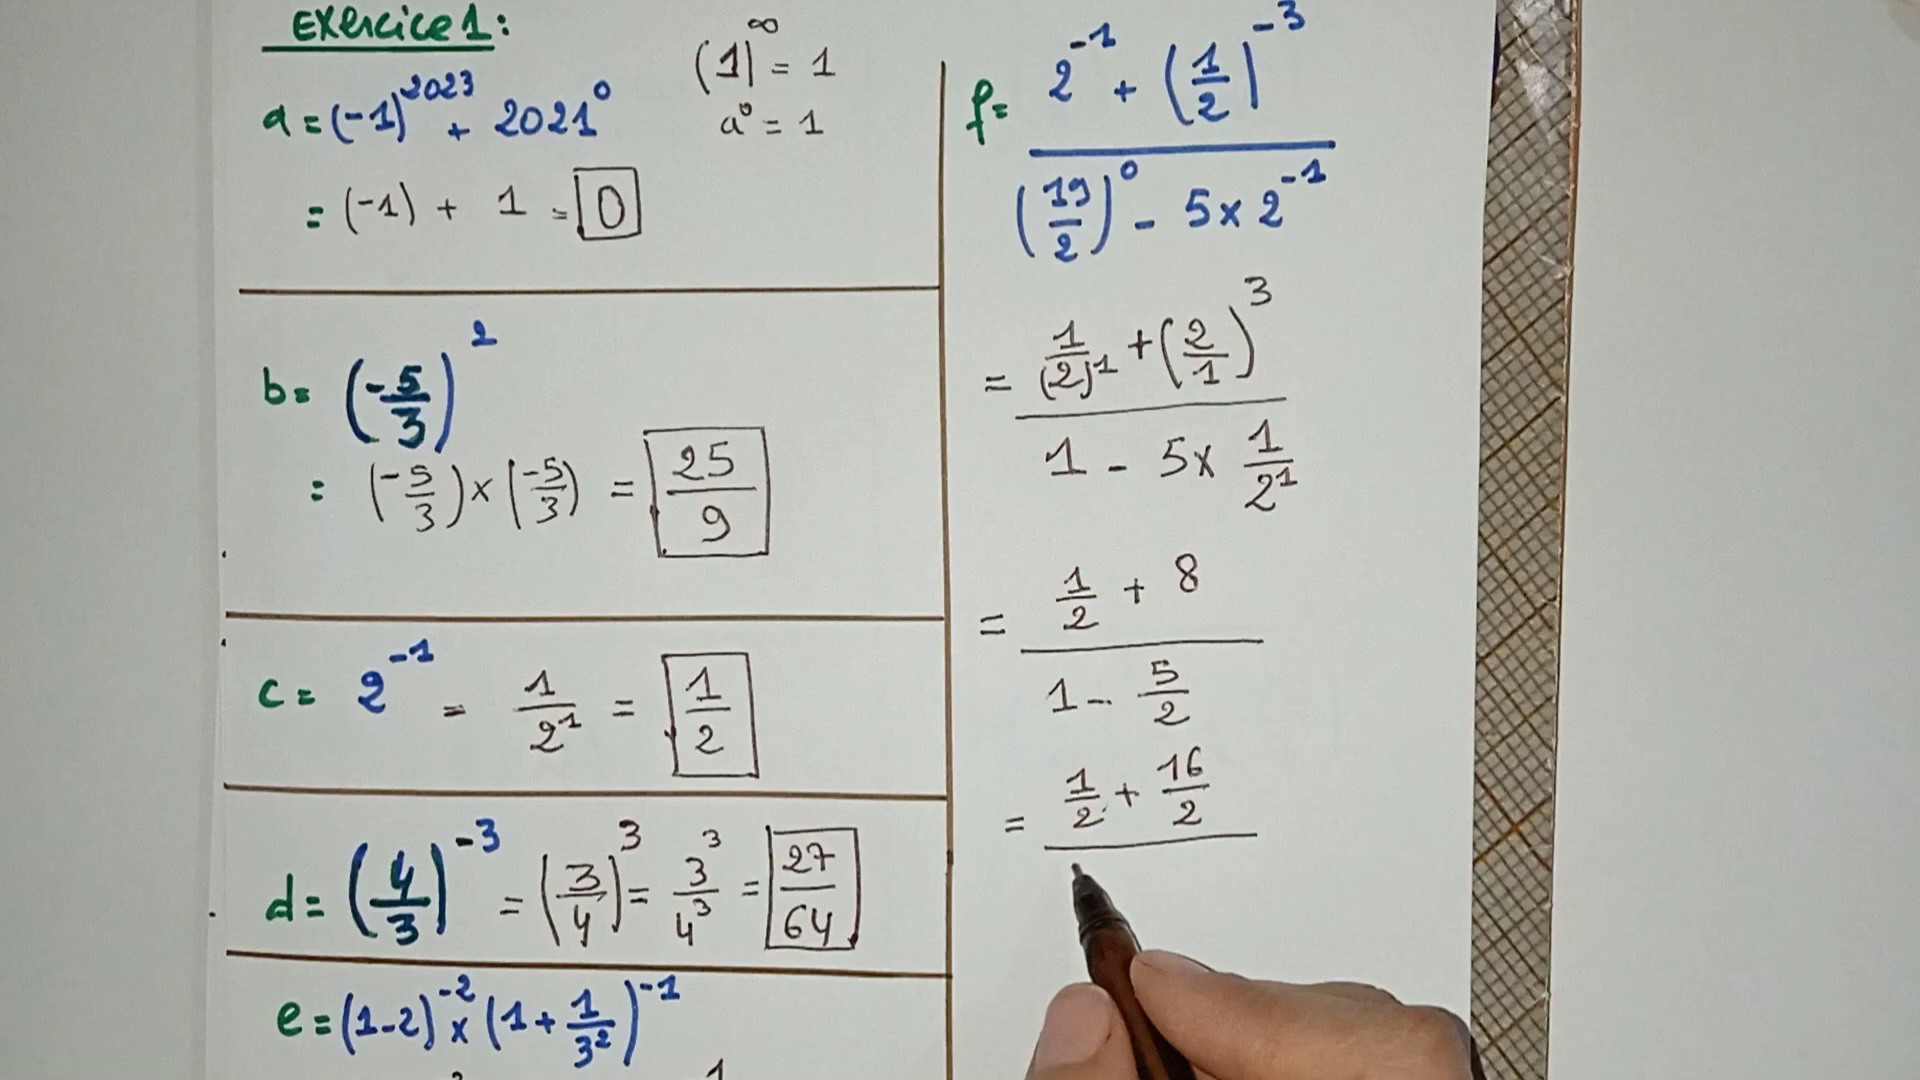 Exercice 1:
a = (-1)^2023 + 2021^0
(1)^∞ = 1
a^0 = 1
= (-1) + 1 = 0
b = (-5/3)^2
= (-5/3) × (-5/3) = 25/9
c = 2^-1 = 1/2^1 = 1/2
d = (4/3)^-3 = (3/4)^3 = 3^3/4^3 = 27/64
e = (1-2)^-2 × (1 + 1/3^2)^-1
f = (2^-1 + (1/2)^-3) / ((19/2)^0 - 5 × 2^-1)
= (1/(2)^1 + (2/1)^3) / (1 - 5 × 1/2^1)
= (1/2 + 8) / (1 - 5/2)
= 1/2 + 16/2